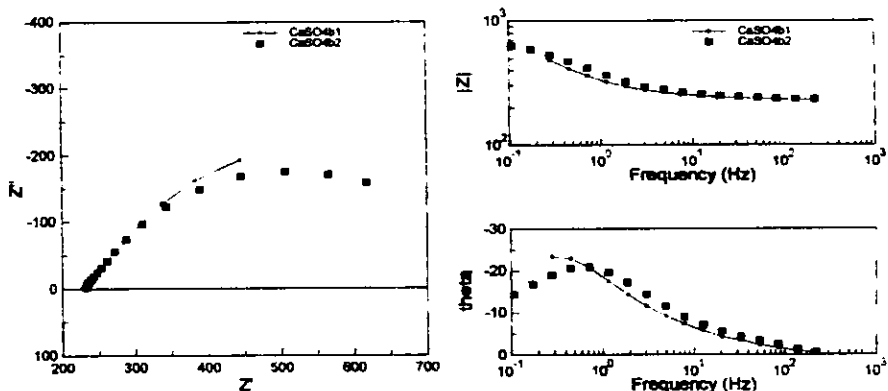 -400
-300
-200
-100
0
100
Z''
CaSO4b1
CaSO4b2
200 300 400 500 600 700
Z'
10³
10²
|Z|
CaSO4b1
CaSO4b2
10⁻¹ 10⁰ 10¹ 10² 10³
Frequency (Hz)
-30
-20
-10
0
theta
CaSO4b1
CaSO4b2
10⁻¹ 10⁰ 10¹ 10² 10³
Frequency (Hz)